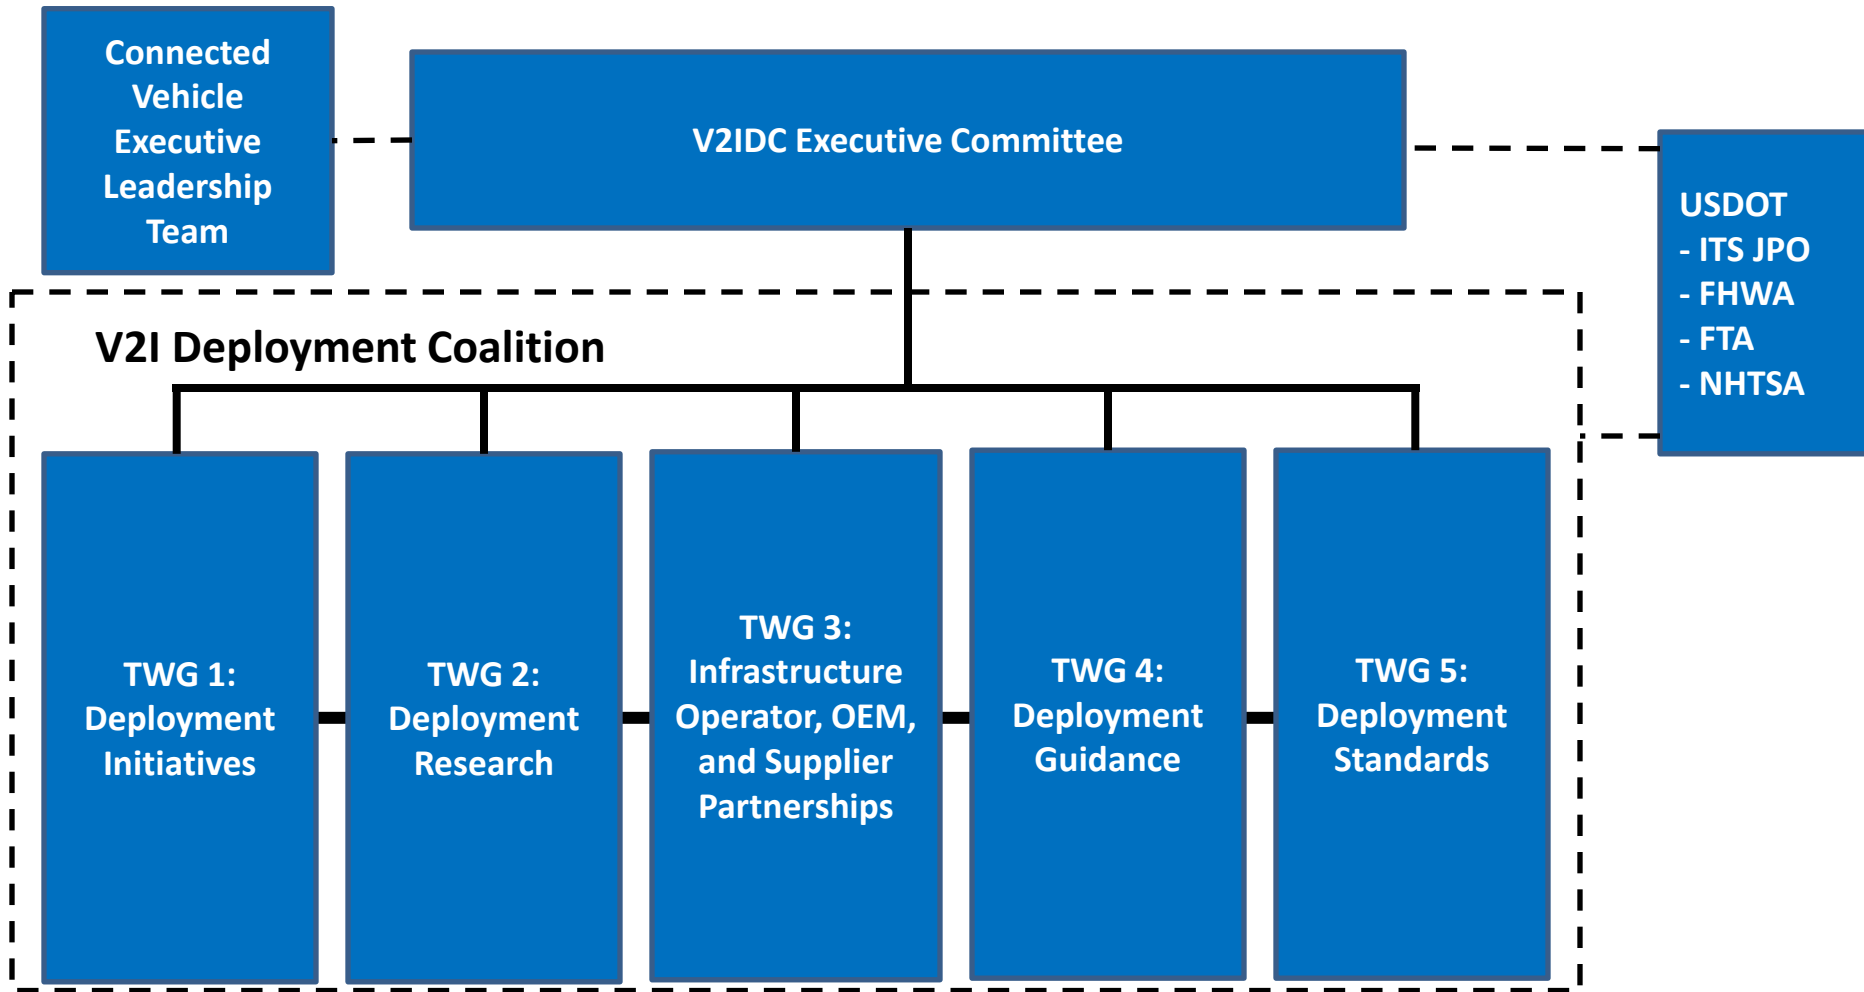 Connected
Vehicle
Executive
Leadership
Team
V2IDC Executive Committee
USDOT
- ITS JPO
- FHWA
- FTA
- NHTSA
V2I Deployment Coalition
TWG 1:
Deployment
Initiatives
TWG 2:
Deployment
Research
TWG 3:
Infrastructure
Operator, OEM,
and Supplier
Partnerships
TWG 4:
Deployment
Guidance
TWG 5:
Deployment
Standards